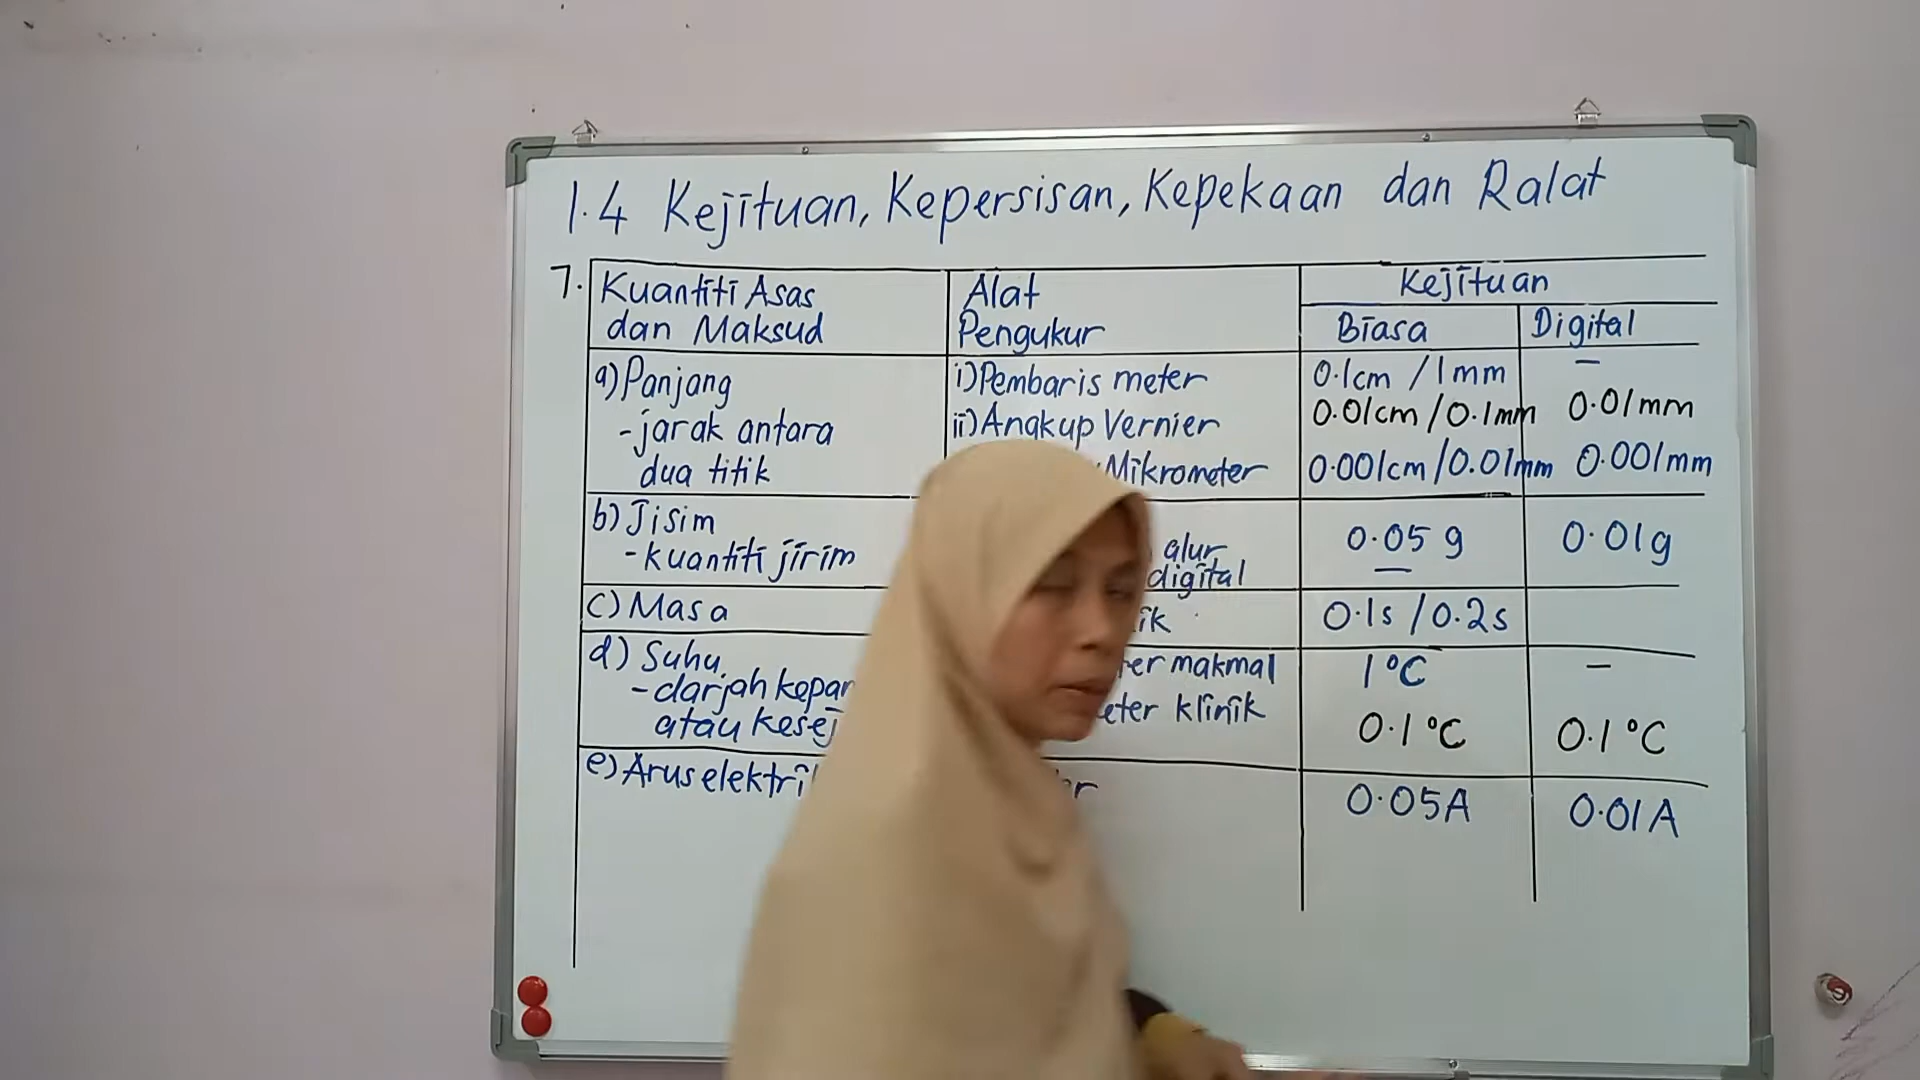 1.4 Kejituan, Kepersisan, Kepekaan dan Ralat
7.
Kuantiti Asas
dan Maksud
Alat
Pengukur
Kejituan
Biasa
Digital
a) Panjang
- jarak antara
dua titik
i) Pembaris meter
ii) Angkup Vernier
Mikrometer
0.1cm / 1mm
0.01cm / 0.1mm
0.001cm / 0.01mm
-
0.01mm
0.001mm
b) Jisim
- kuantiti jirim
alur
digital
0.05 g
0.01g
c) Masa
0.1s / 0.2s
d) Suhu
- darjah
atau
makmal
klinik
1°C
0.1°C
-
0.1°C
e) Arus
0.05A
0.01A